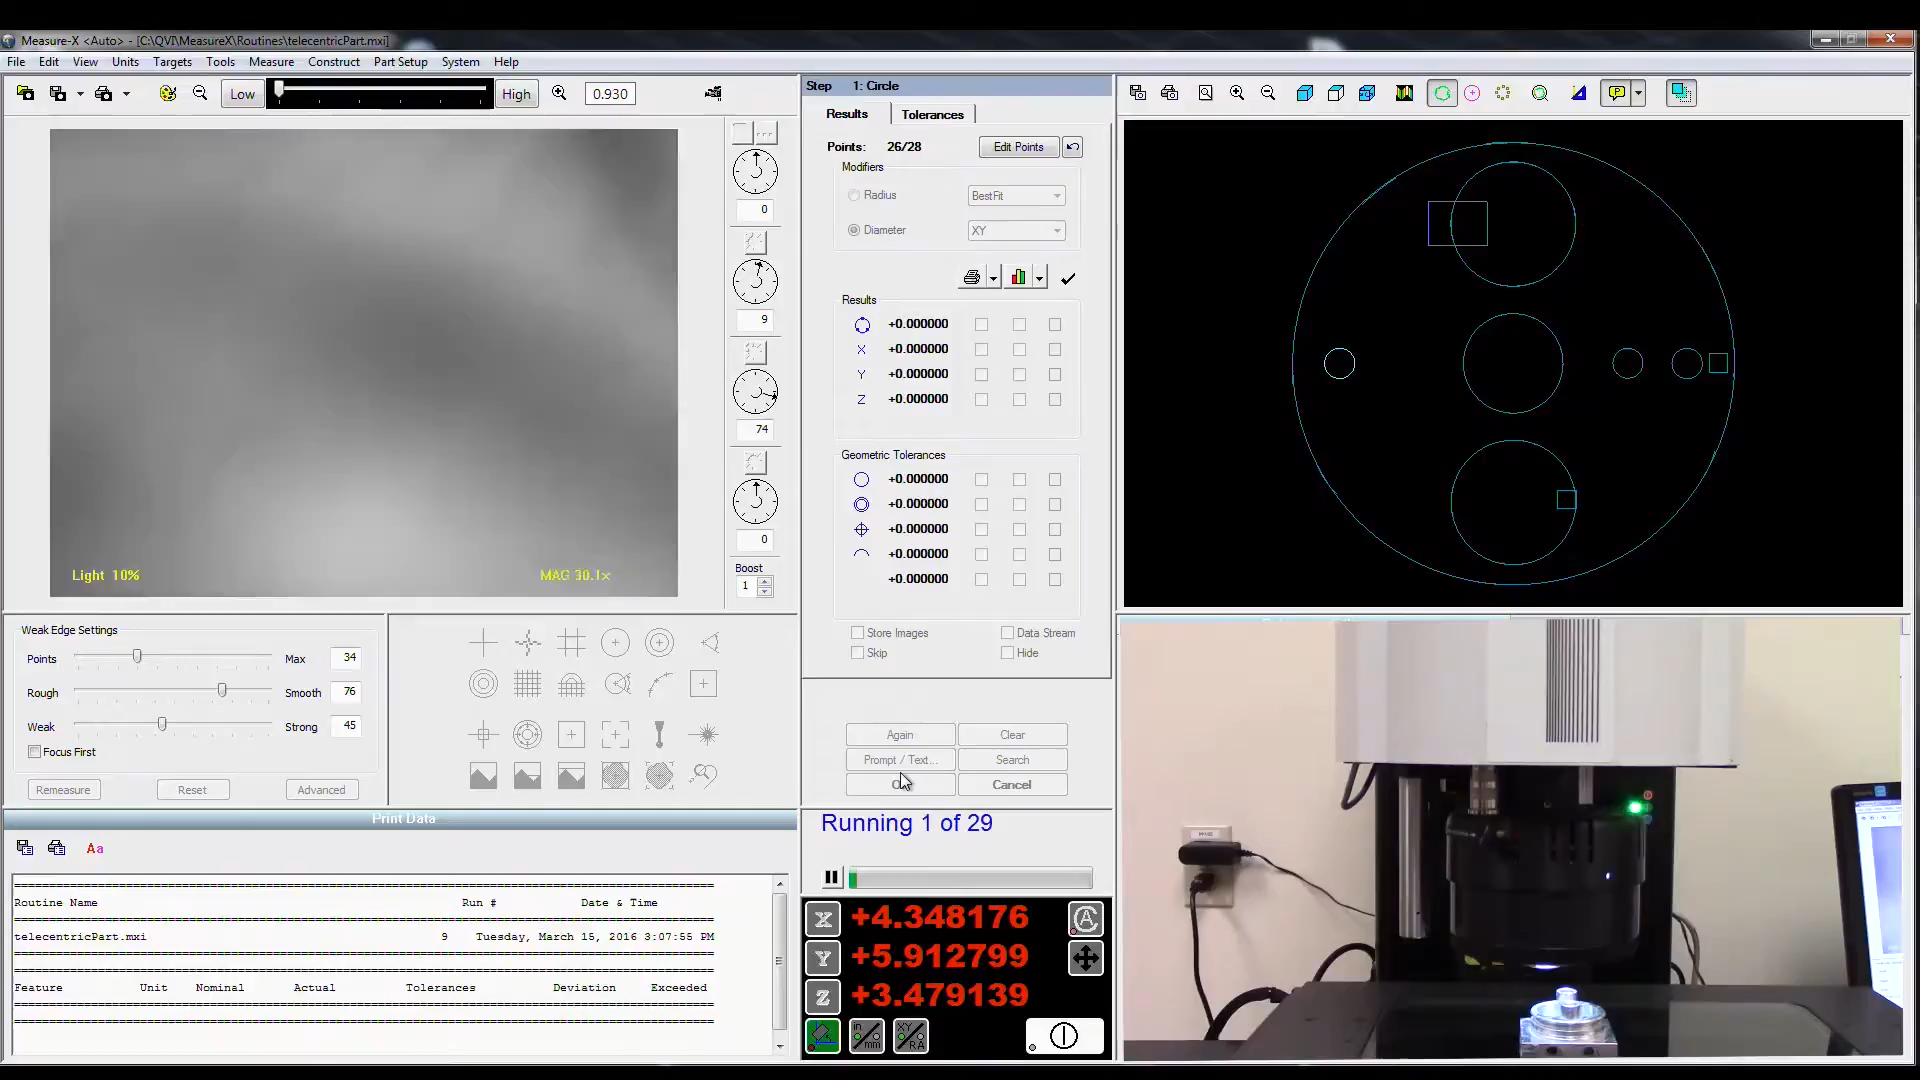 Measure-X <Auto> - [C:\QVI\MeasureX\Routines\telecentricPart.mxi]
File Edit View Units Targets Tools Measure Construct Part Setup System Help
Low High 0.930
Step 1: Circle
Results Tolerances
Points: 26/28 Edit Points
Modifiers
Radius BestFit
Diameter XY
Results
+0.000000
X +0.000000
Y +0.000000
Z +0.000000
Geometric Tolerances
+0.000000
+0.000000
+0.000000
+0.000000
+0.000000
Store Images Data Stream
Skip Hide
Again Clear
Prompt / Text... Search
Cancel
0
9
74
0
Boost
1
Light 10% MAG 30.1x
Weak Edge Settings
Points Max 34
Rough Smooth 76
Weak Strong 45
Focus First
Remeasure Reset Advanced
Print Data
Aa
Routine Name Run # Date & Time
telecentricPart.mxi 9 Tuesday, March 15, 2016 3:07:55 PM
Feature Unit Nominal Actual Tolerances Deviation Exceeded
Running 1 of 29
X +4.348176
Y +5.912799
Z +3.479139
in mm XY RA
P